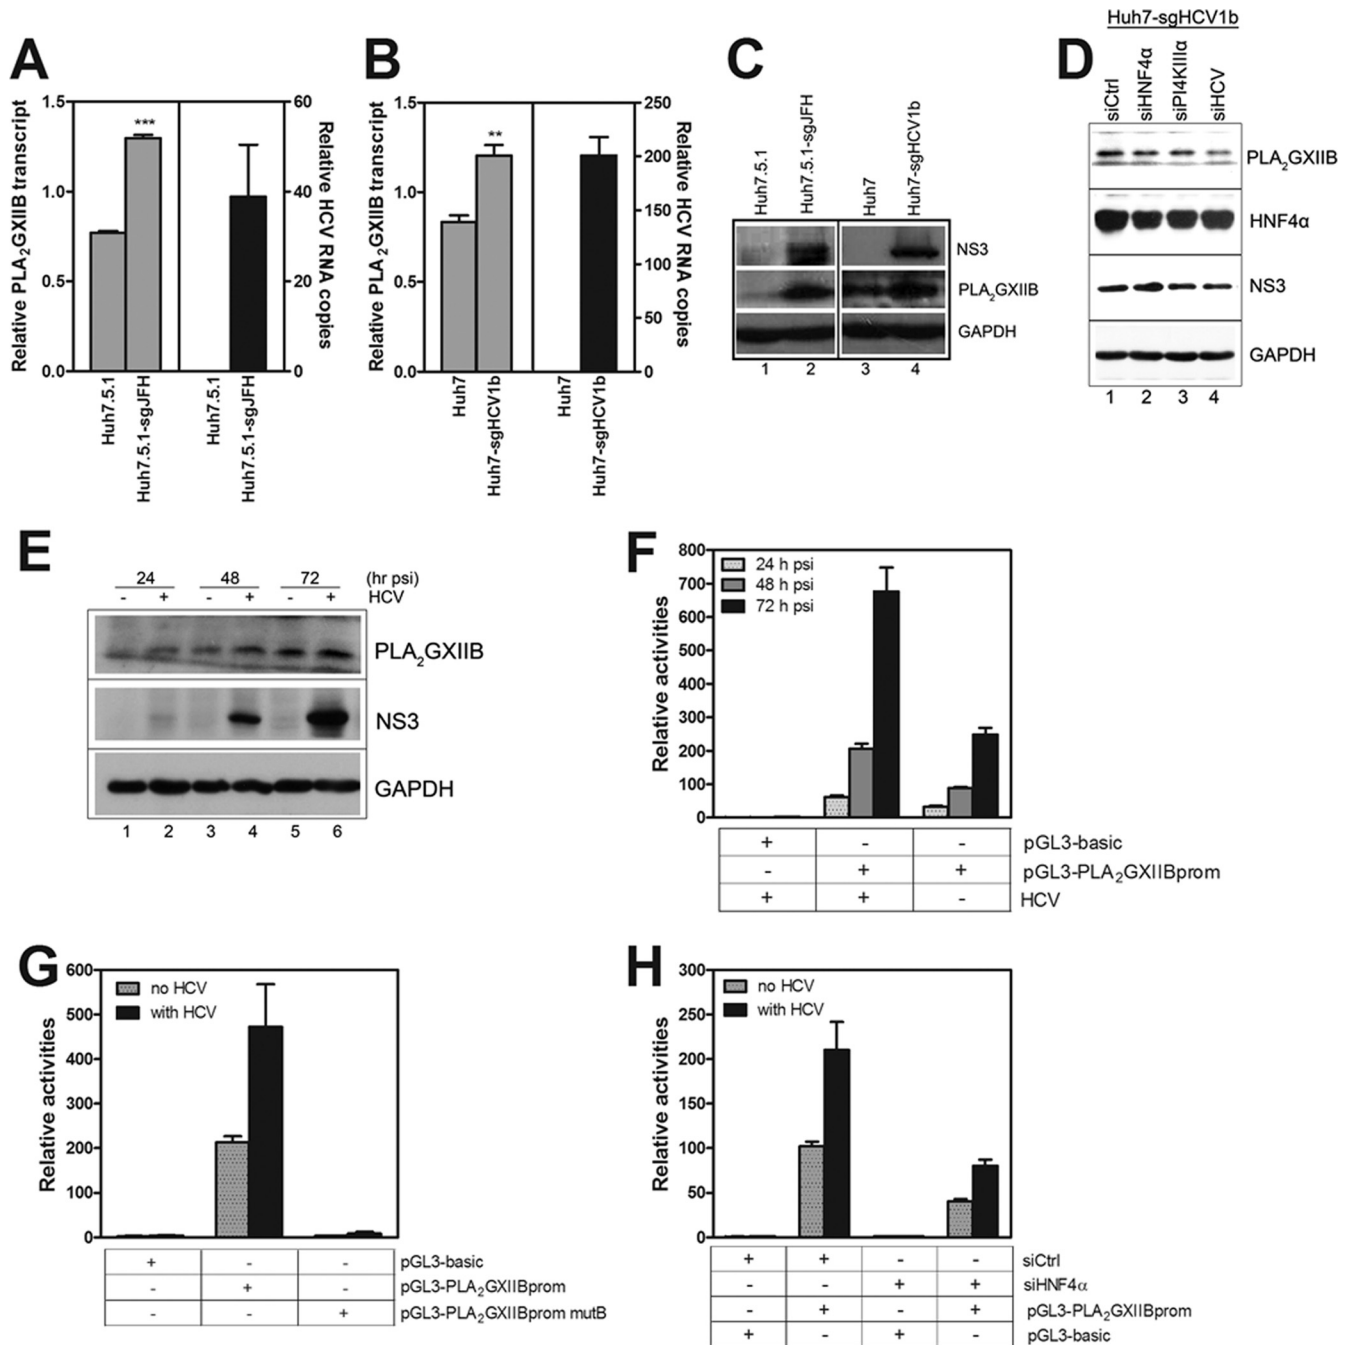 A
Relative PLA2GXIIB transcript
1.5
1.0
0.5
0.0
***
60
40
20
0
Relative HCV RNA copies
Huh7.5.1
Huh7.5.1-sgJFH
Huh7.5.1
Huh7.5.1-sgJFH
B
Relative PLA2GXIIB transcript
1.5
1.0
0.5
0.0
**
250
200
150
100
50
0
Relative HCV RNA copies
Huh7
Huh7-sgHCV1b
Huh7
Huh7-sgHCV1b
C
Huh7.5.1
Huh7.5.1-sgJFH
Huh7
Huh7-sgHCV1b
NS3
PLA2GXIIB
GAPDH
1 2 3 4
D
Huh7-sgHCV1b
siCtrl
siHNF4α
siPI4KIIIα
siHCV
PLA2GXIIB
HNF4α
NS3
GAPDH
1 2 3 4
E
24 48 72 (hr psi)
- + - + - + HCV
PLA2GXIIB
NS3
GAPDH
1 2 3 4 5 6
F
Relative activities
800
700
600
500
400
300
200
100
0
24 h psi
48 h psi
72 h psi
+ - - pGL3-basic
- + + pGL3-PLA2GXIIBprom
+ + - HCV
G
Relative activities
600
500
400
300
200
100
0
no HCV
with HCV
+ - - pGL3-basic
- + - pGL3-PLA2GXIIBprom
- - + pGL3-PLA2GXIIBprom mutB
H
Relative activities
300
250
200
150
100
50
0
no HCV
with HCV
+ + - - siCtrl
- - + + siHNF4α
- + - + pGL3-PLA2GXIIBprom
+ - + - pGL3-basic